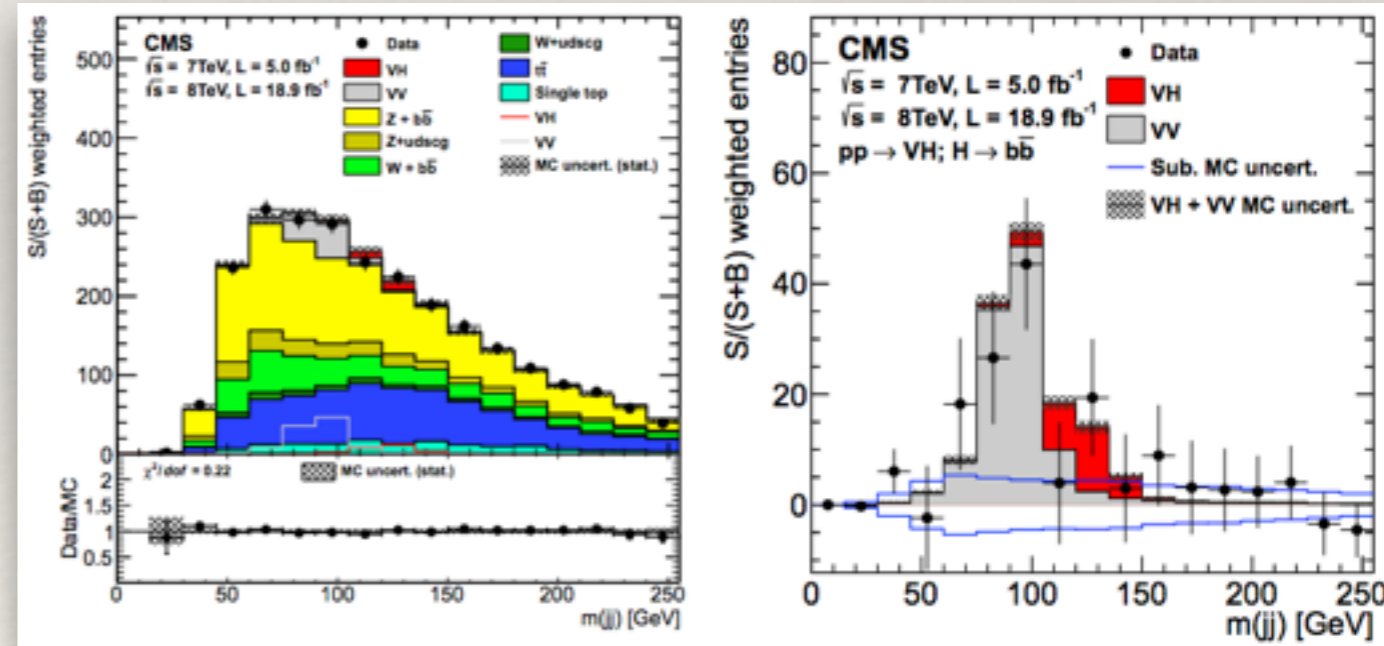 S/(S+B) weighted entries
500
400
300
200
100
0
CMS
√s = 7TeV, L = 5.0 fb-1
√s = 8TeV, L = 18.9 fb-1
Data
VH
VV
Z + bb̅
Z+udscg
W + bb̅
W+udscg
tt̅
Single top
VH
VV
MC uncert. (stat.)
χ²/dof = 0.22
MC uncert. (stat.)
Data/MC
2
1.5
1
0.5
0 50 100 150 200 250
m(jj) [GeV]
S/(S+B) weighted entries
80
60
40
20
0
CMS
√s = 7TeV, L = 5.0 fb-1
√s = 8TeV, L = 18.9 fb-1
pp → VH; H → bb̅
Data
VH
VV
Sub. MC uncert.
VH + VV MC uncert.
0 50 100 150 200 250
m(jj) [GeV]